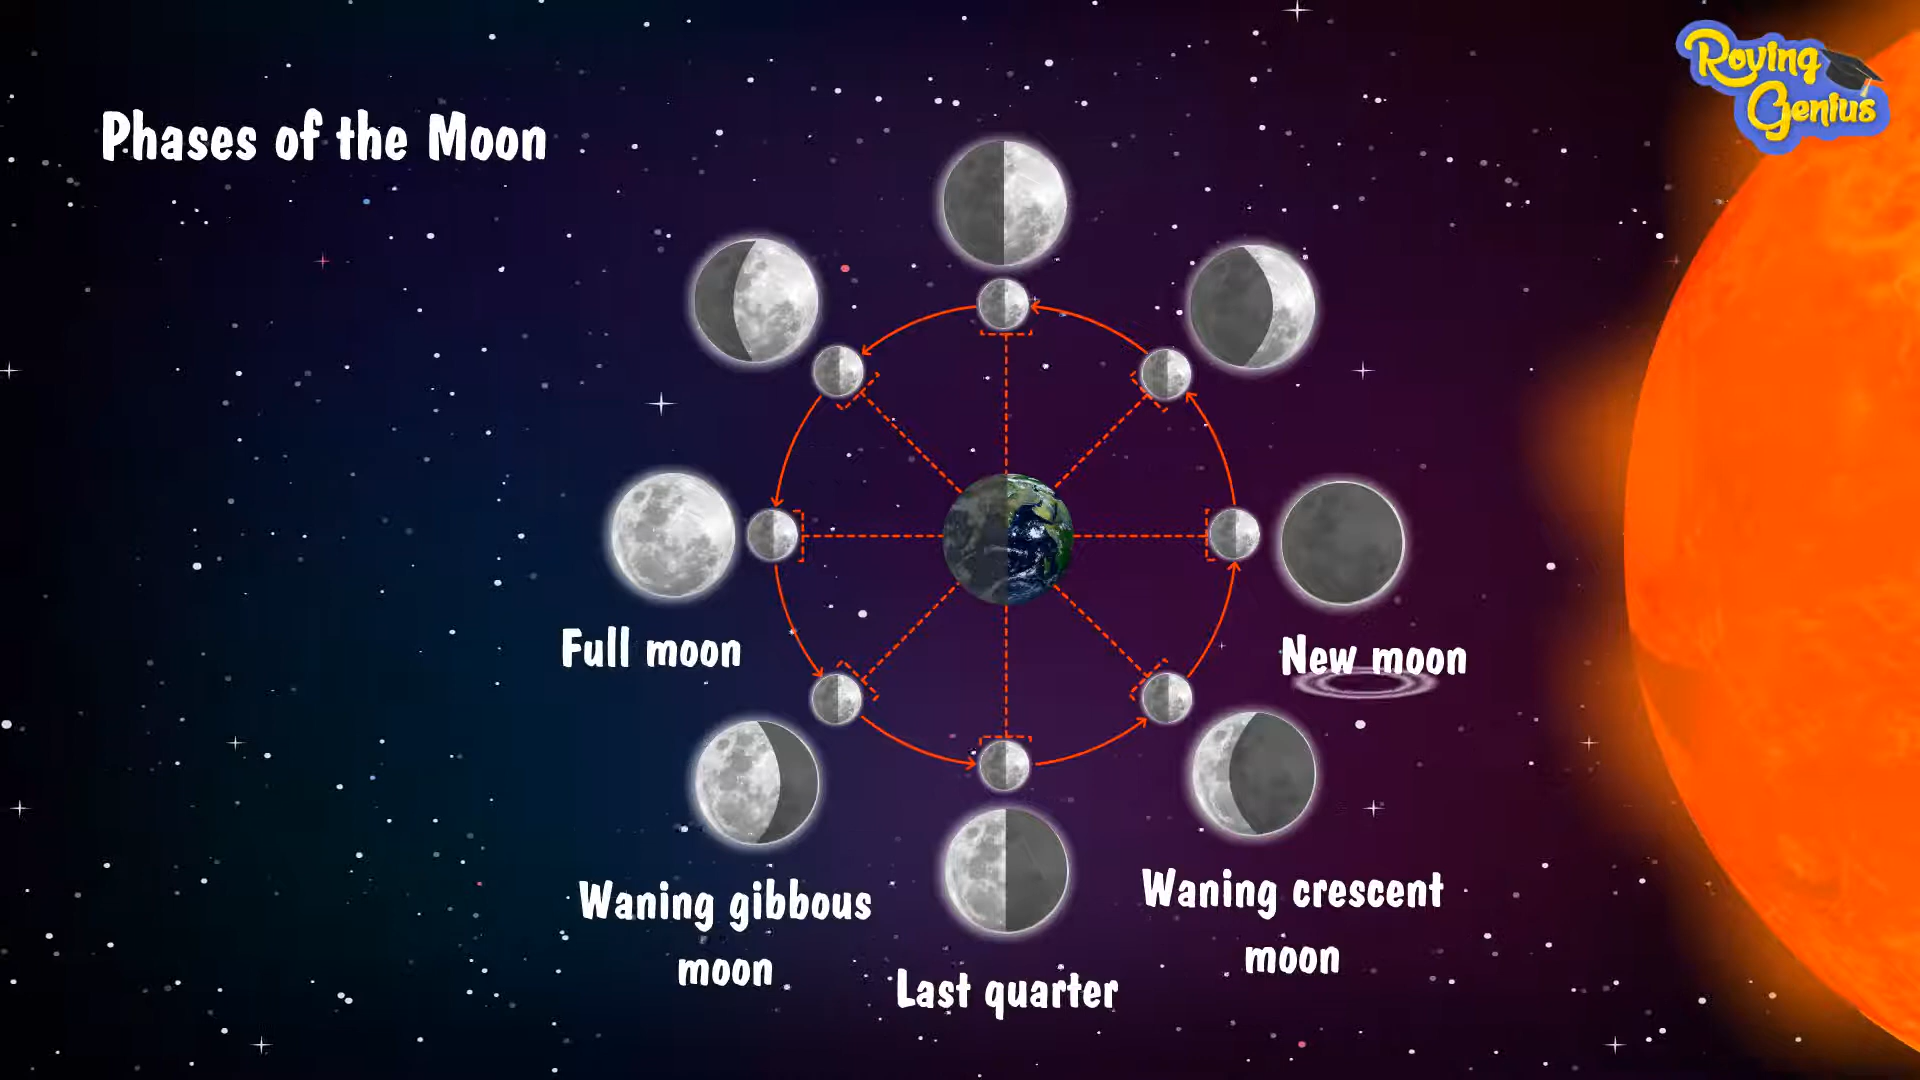 Roving
Genius
Phases of the Moon
Full moon
New moon
Waning gibbous
moon
Last quarter
Waning crescent
moon